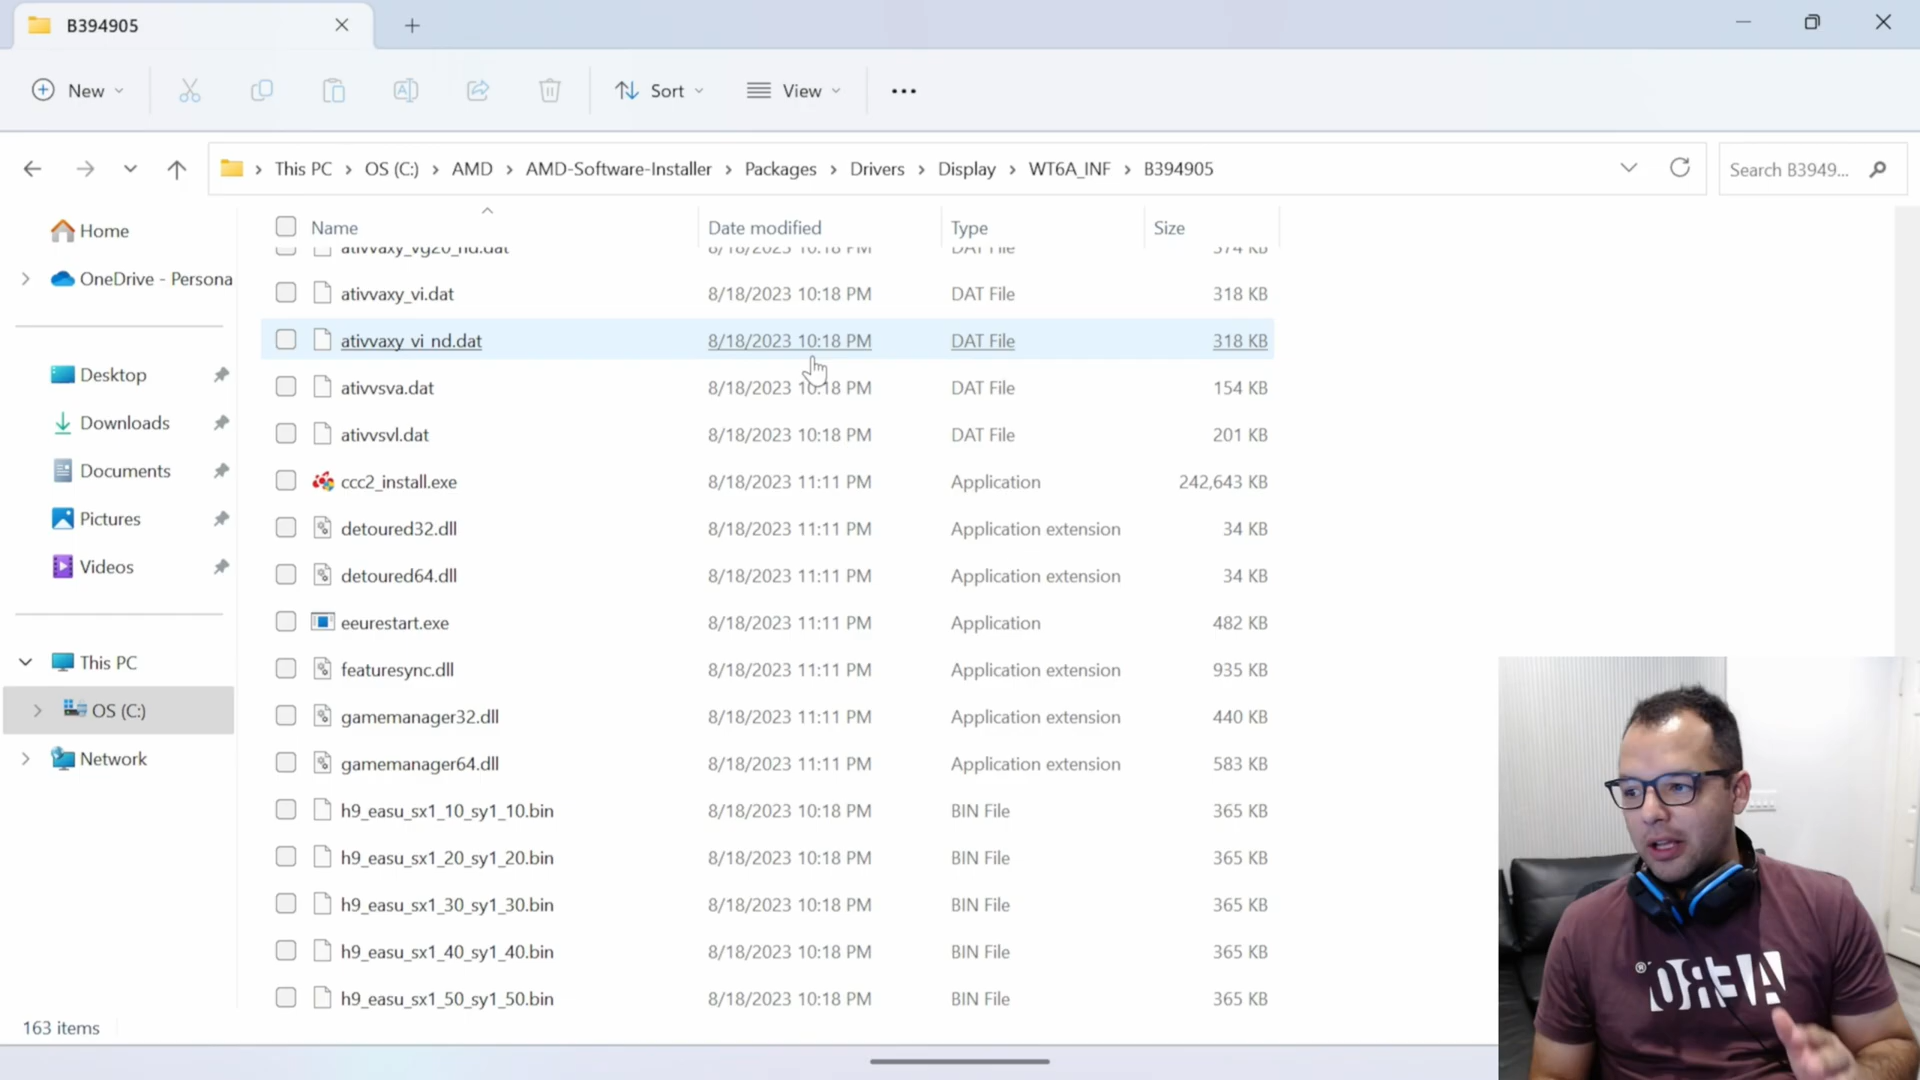 B394905
New
Sort
View
This PC > OS (C:) > AMD > AMD-Software-Installer > Packages > Drivers > Display > WT6A_INF > B394905
Search B3949...
Home
OneDrive - Persona
Desktop
Downloads
Documents
Pictures
Videos
This PC
OS (C:)
Network
Name Date modified Type Size
ativvaxy_vg20_nd.dat 8/18/2023 10:18 PM DAT File 374 KB
ativvaxy_vi.dat 8/18/2023 10:18 PM DAT File 318 KB
ativvaxy_vi_nd.dat 8/18/2023 10:18 PM DAT File 318 KB
ativvsva.dat 8/18/2023 10:18 PM DAT File 154 KB
ativvsvl.dat 8/18/2023 10:18 PM DAT File 201 KB
ccc2_install.exe 8/18/2023 11:11 PM Application 242,643 KB
detoured32.dll 8/18/2023 11:11 PM Application extension 34 KB
detoured64.dll 8/18/2023 11:11 PM Application extension 34 KB
eeurestart.exe 8/18/2023 11:11 PM Application 482 KB
featuresync.dll 8/18/2023 11:11 PM Application extension 935 KB
gamemanager32.dll 8/18/2023 11:11 PM Application extension 440 KB
gamemanager64.dll 8/18/2023 11:11 PM Application extension 583 KB
h9_easu_sx1_10_sy1_10.bin 8/18/2023 10:18 PM BIN File 365 KB
h9_easu_sx1_20_sy1_20.bin 8/18/2023 10:18 PM BIN File 365 KB
h9_easu_sx1_30_sy1_30.bin 8/18/2023 10:18 PM BIN File 365 KB
h9_easu_sx1_40_sy1_40.bin 8/18/2023 10:18 PM BIN File 365 KB
h9_easu_sx1_50_sy1_50.bin 8/18/2023 10:18 PM BIN File 365 KB
163 items